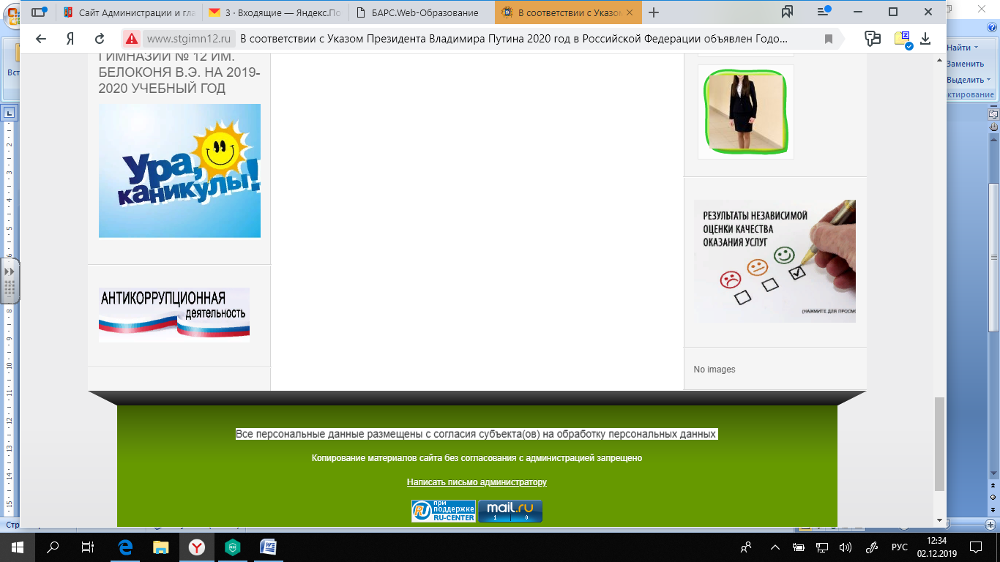 Сайт Администрации и гла
3 · Входящие — Яндекс.По
БАРС.Web-Образование
В соответствии с Указом
www.stgimn12.ru
В соответствии с Указом Президента Владимира Путина 2020 год в Российской Федерации объявлен Годо...
Найти
Заменить
Выделить
ГИМНАЗИИ № 12 ИМ.
БЕЛОКОНЯ В.Э. НА 2019-
2020 УЧЕБНЫЙ ГОД
Ура,
каникулы!
АНТИКОРРУПЦИОННАЯ
деятельность
РЕЗУЛЬТАТЫ НЕЗАВИСИМОЙ
ОЦЕНКИ КАЧЕСТВА
ОКАЗАНИЯ УСЛУГ
(НАЖМИТЕ ДЛЯ ПРОСМО
No images
Все персональные данные размещены с согласия субъекта(ов) на обработку персональных данных
Копирование материалов сайта без согласования с администрацией запрещено
Написать письмо администратору
при
поддержке
RU-CENTER
mail.ru
1 0
РУС
12:34
02.12.2019